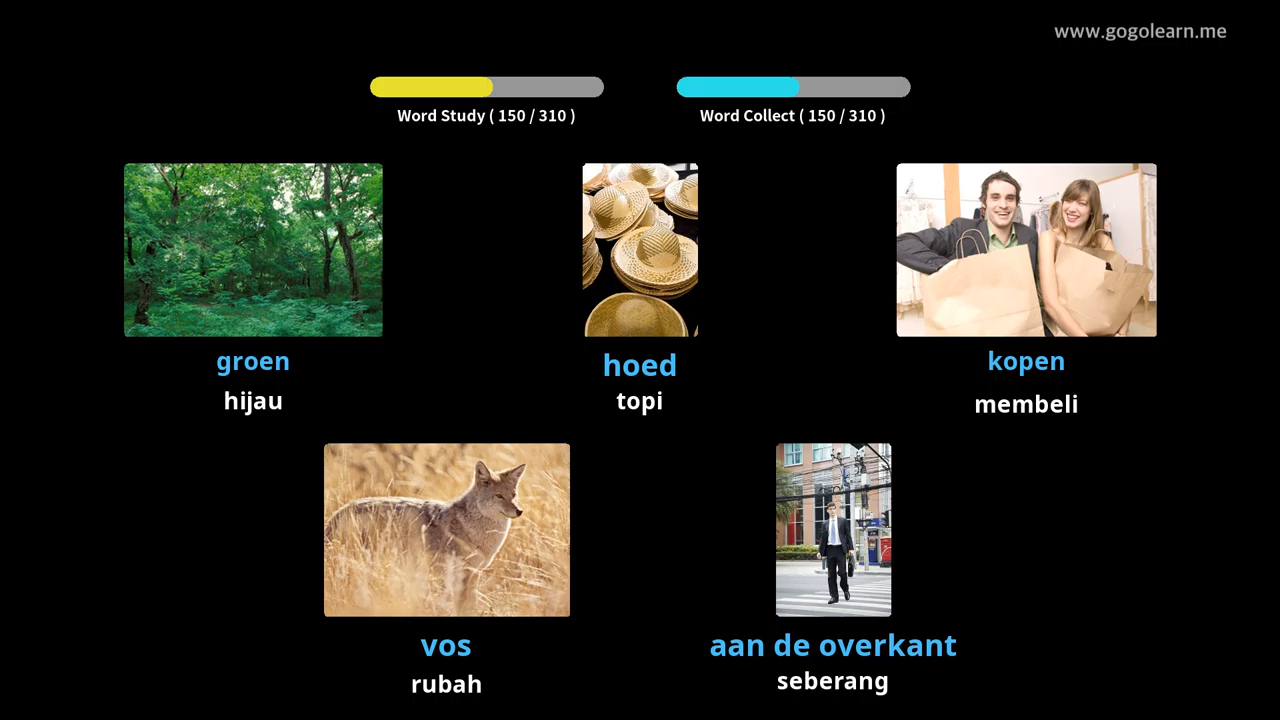 www.gogolearn.me
Word Study ( 150 / 310 )
Word Collect ( 150 / 310 )
groen
hijau
hoed
topi
kopen
membeli
vos
rubah
aan de overkant
seberang